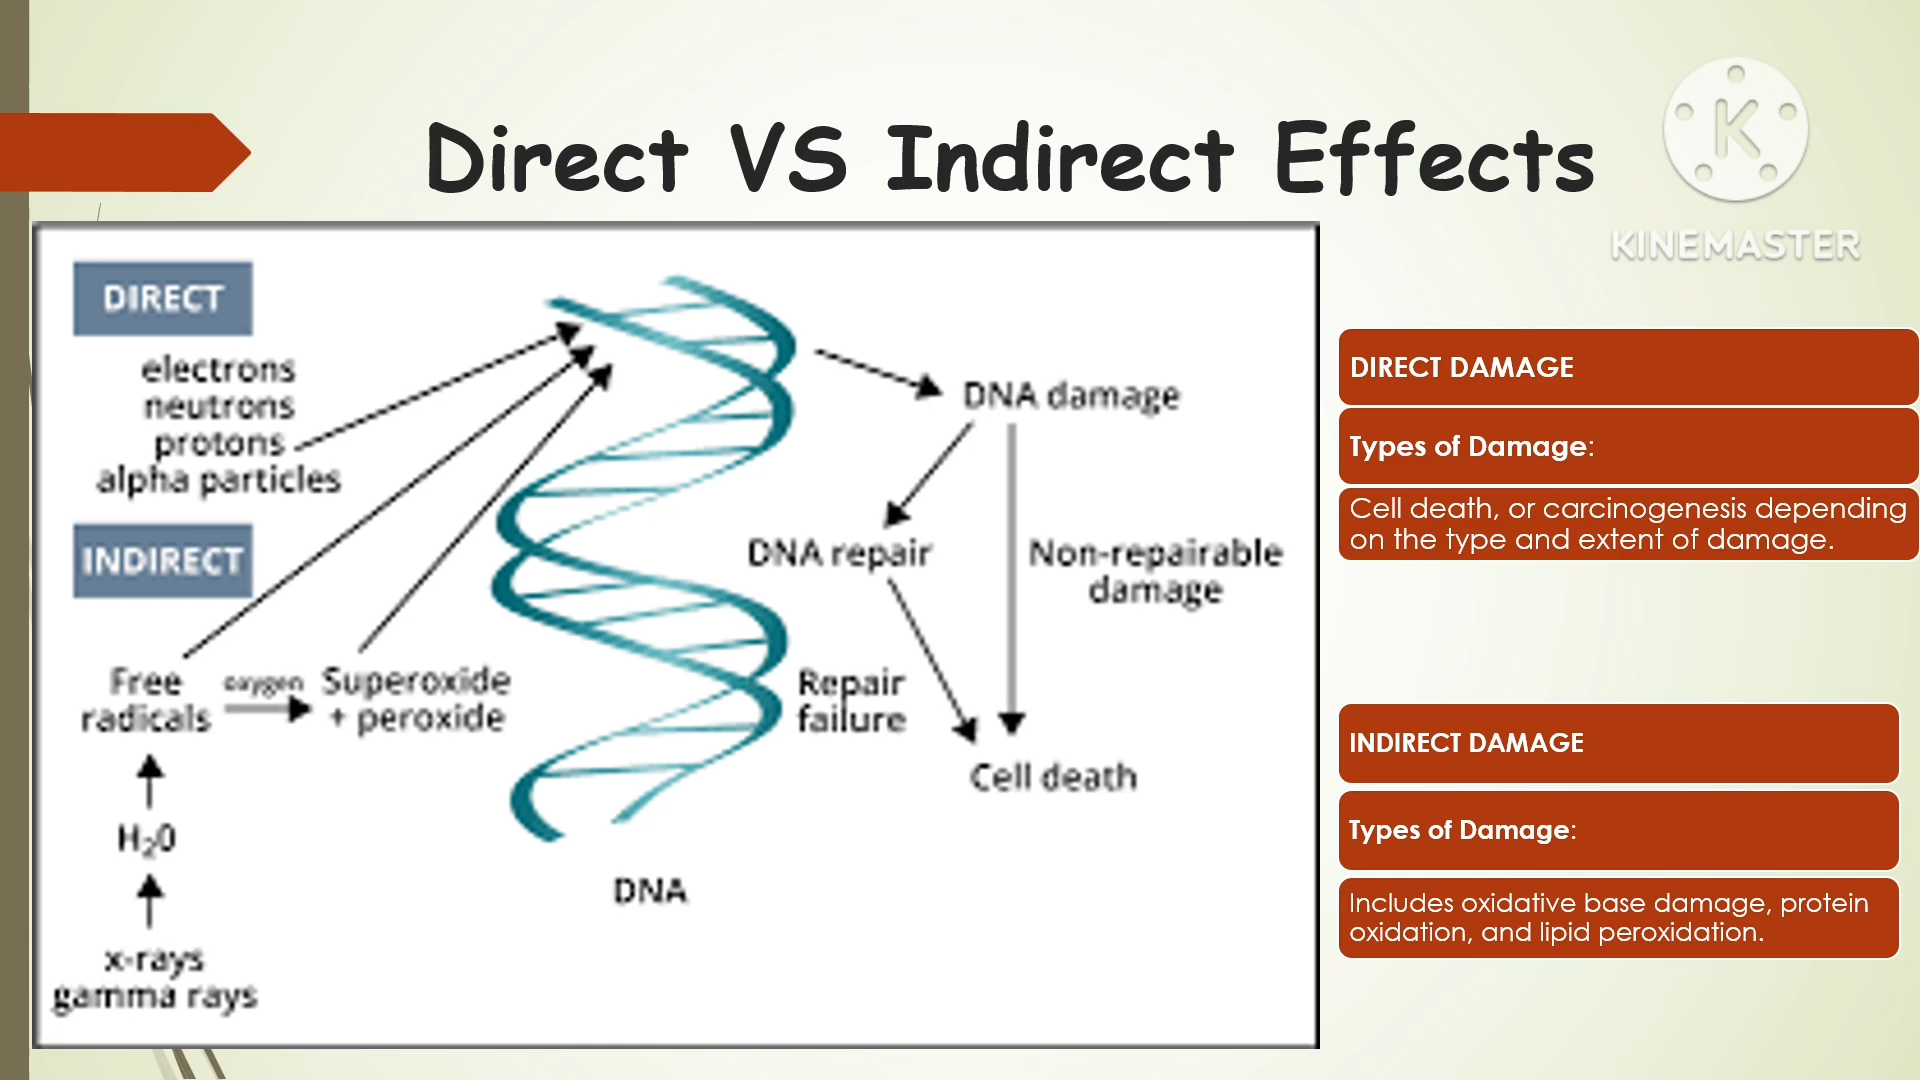 Direct VS Indirect Effects
K
KINEMASTER
DIRECT
electrons
neutrons
protons
alpha particles
INDIRECT
Free
radicals
oxygen
Superoxide
+ peroxide
H₂0
x-rays
gamma rays
DNA
DNA damage
DNA repair
Non-repairable
damage
Repair
failure
Cell death
DIRECT DAMAGE
Types of Damage:
Cell death, or carcinogenesis depending
on the type and extent of damage.
INDIRECT DAMAGE
Types of Damage:
Includes oxidative base damage, protein
oxidation, and lipid peroxidation.